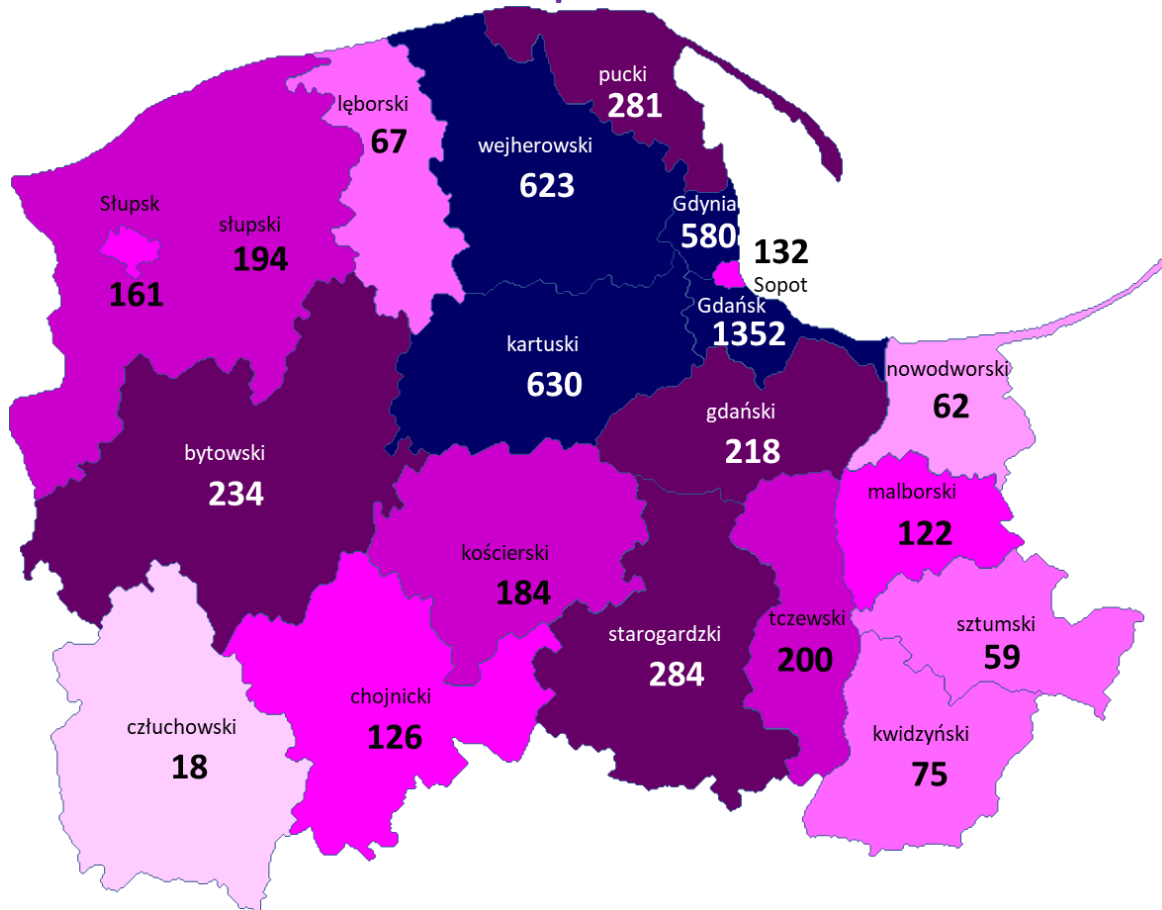 pucki
281
lęborski
67
wejherowski
623
Słupsk
161
słupski
194
Gdynia
580
132
Sopot
Gdańsk
1352
kartuski
630
nowodworski
62
gdański
218
bytowski
234
malborski
122
kościerski
184
starogardzki
284
tczewski
200
sztumski
59
chojnicki
126
człuchowski
18
kwidzyński
75